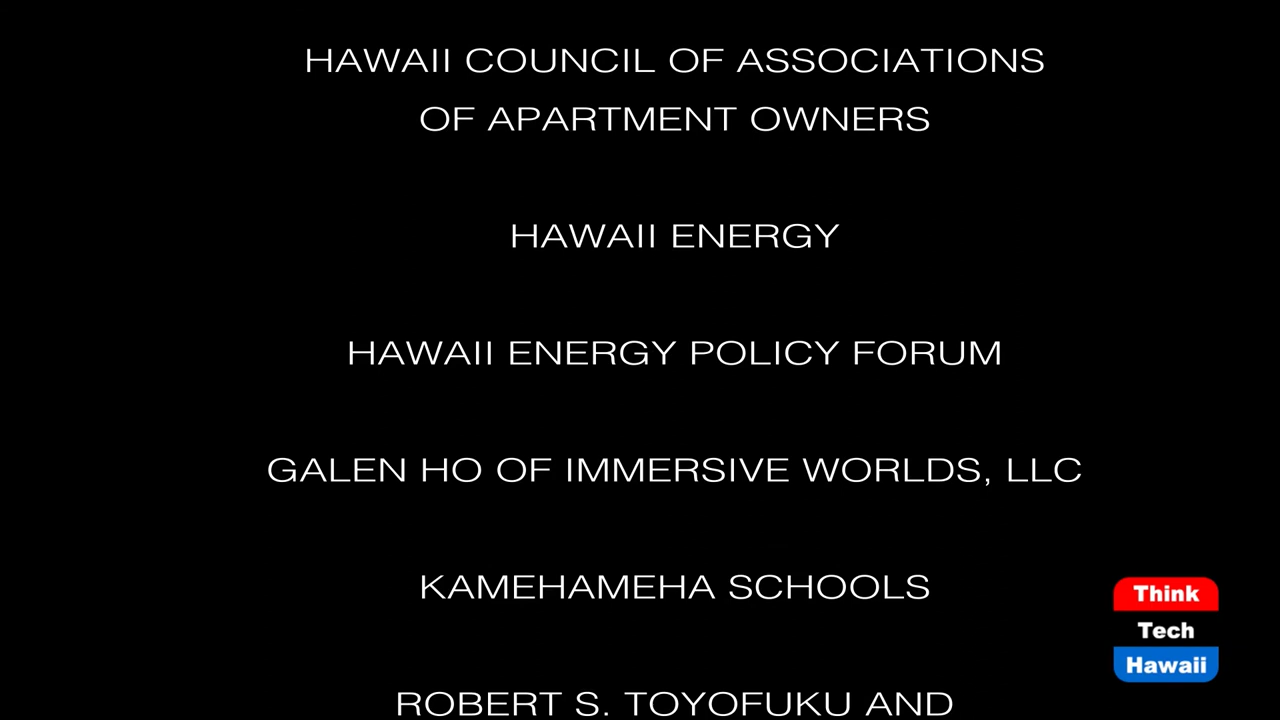 HAWAII COUNCIL OF ASSOCIATIONS
OF APARTMENT OWNERS
HAWAII ENERGY
HAWAII ENERGY POLICY FORUM
GALEN HO OF IMMERSIVE WORLDS, LLC
KAMEHAMEHA SCHOOLS
ROBERT S. TOYOFUKU AND
Think
Tech
Hawaii